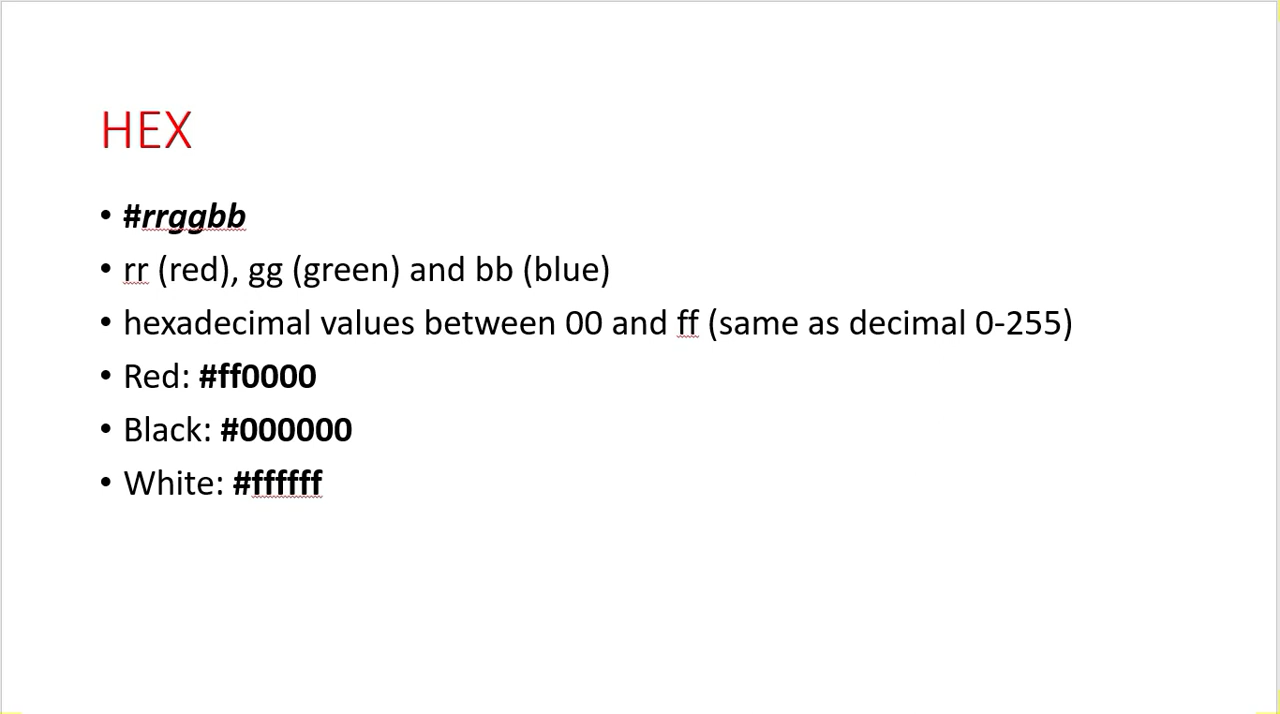 HEX
• #rrggbb
• rr (red), gg (green) and bb (blue)
• hexadecimal values between 00 and ff (same as decimal 0-255)
• Red: #ff0000
• Black: #000000
• White: #ffffff